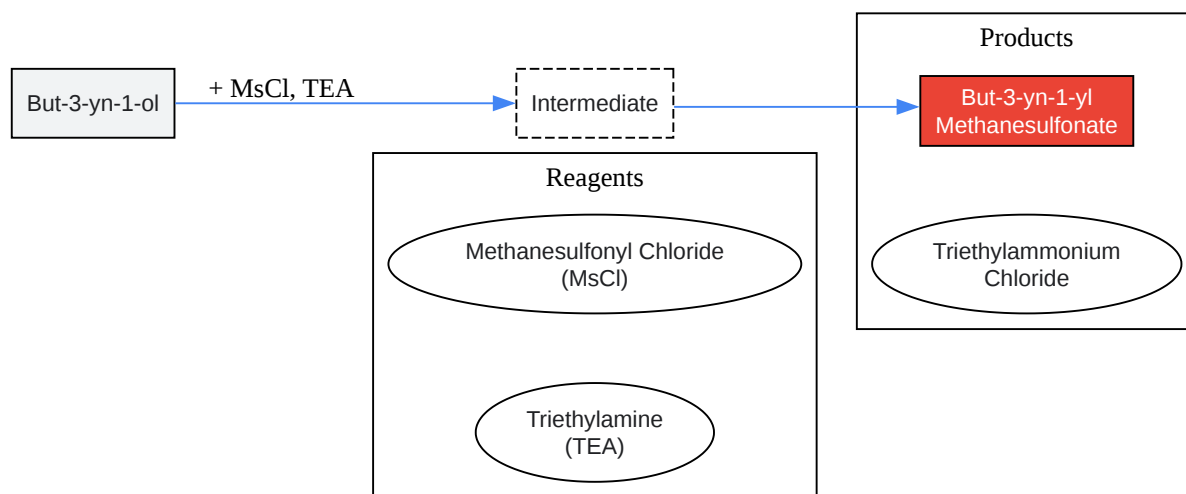 Products
But-3-yn-1-ol
+ MsCl, TEA
Intermediate
But-3-yn-1-yl
Methanesulfonate
Reagents
Methanesulfonyl Chloride
(MsCl)
Triethylammonium
Chloride
Triethylamine
(TEA)